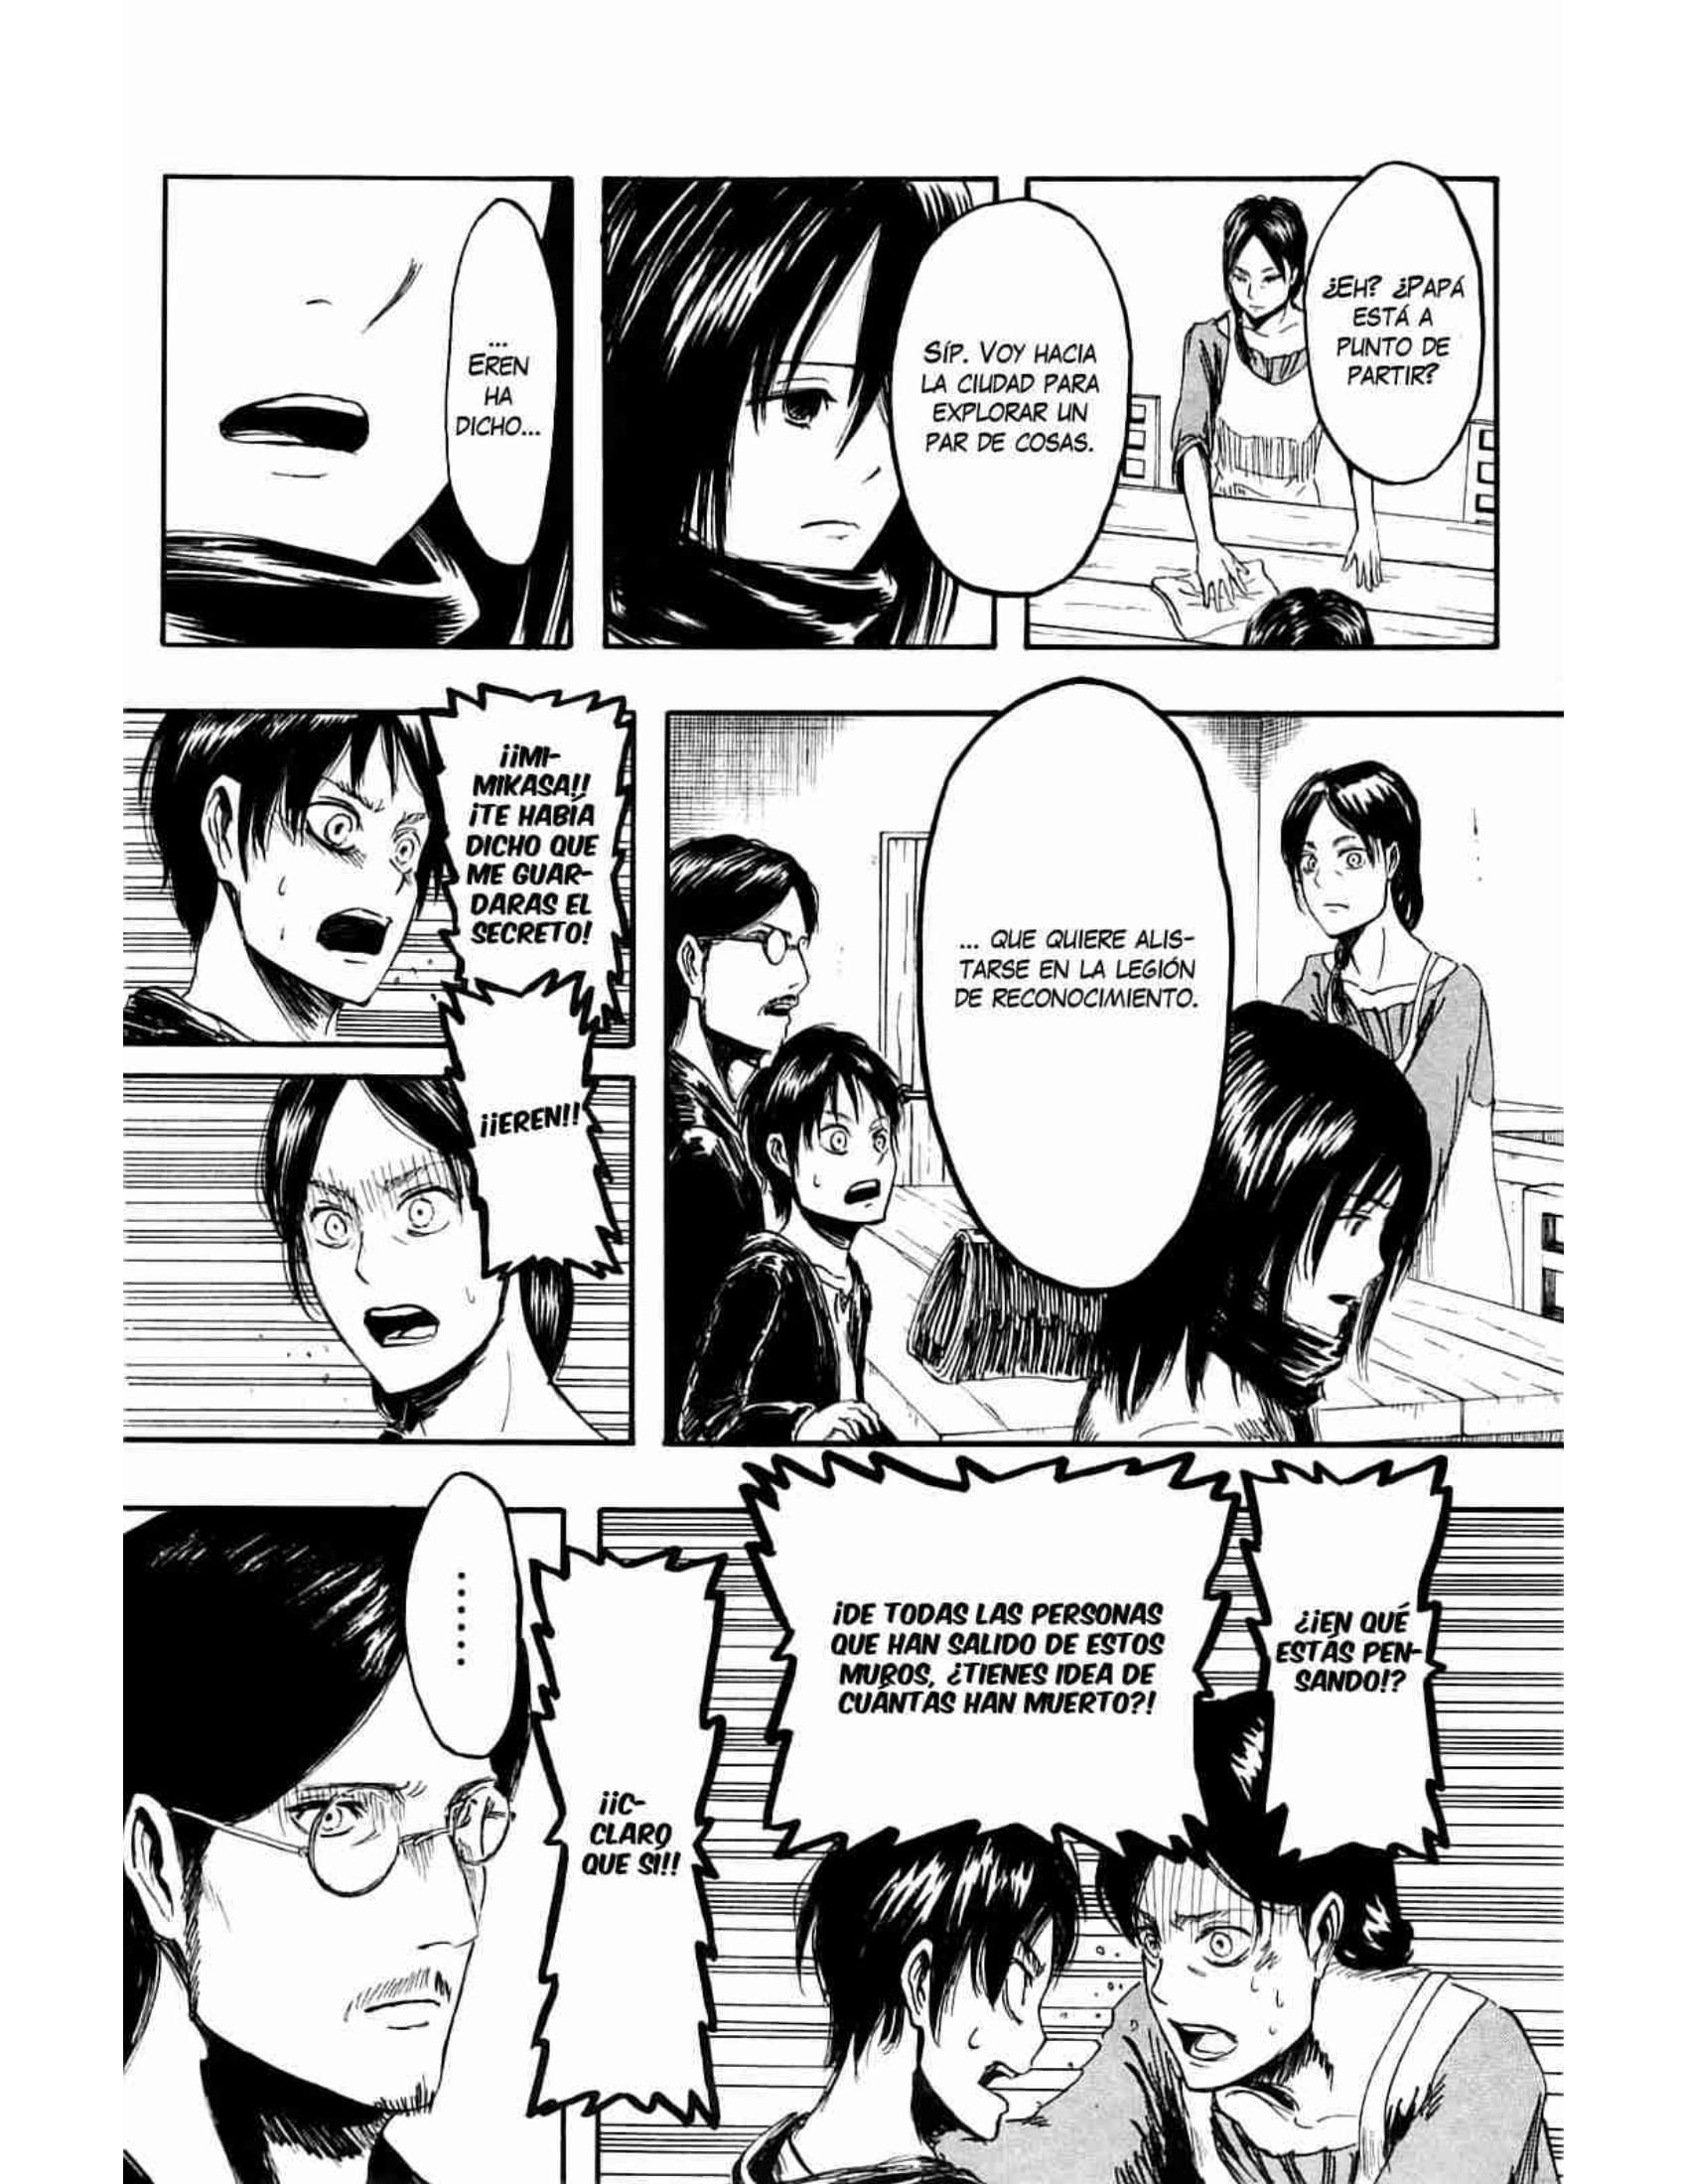 ¿EH? ¿PAPÁ
ESTÁ A
PUNTO DE
PARTIR?
SÍP. VOY HACIA
LA CIUDAD PARA
EXPLORAR UN
PAR DE COSAS.
...
EREN
HA
DICHO...
... QUE QUIERE ALIS-
TARSE EN LA LEGIÓN
DE RECONOCIMIENTO.
¡¡MI-
MIKASA!!
¡TE HABÍA
DICHO QUE
ME GUAR-
DARAS EL
SECRETO!
¡¡EREN!!
¿¡EN QUÉ
ESTÁS PEN-
SANDO!?
¡DE TODAS LAS PERSONAS
QUE HAN SALIDO DE ESTOS
MUROS, ¿TIENES IDEA DE
CUÁNTAS HAN MUERTO?!
¡¡C-
CLARO
QUE SÍ!!
......